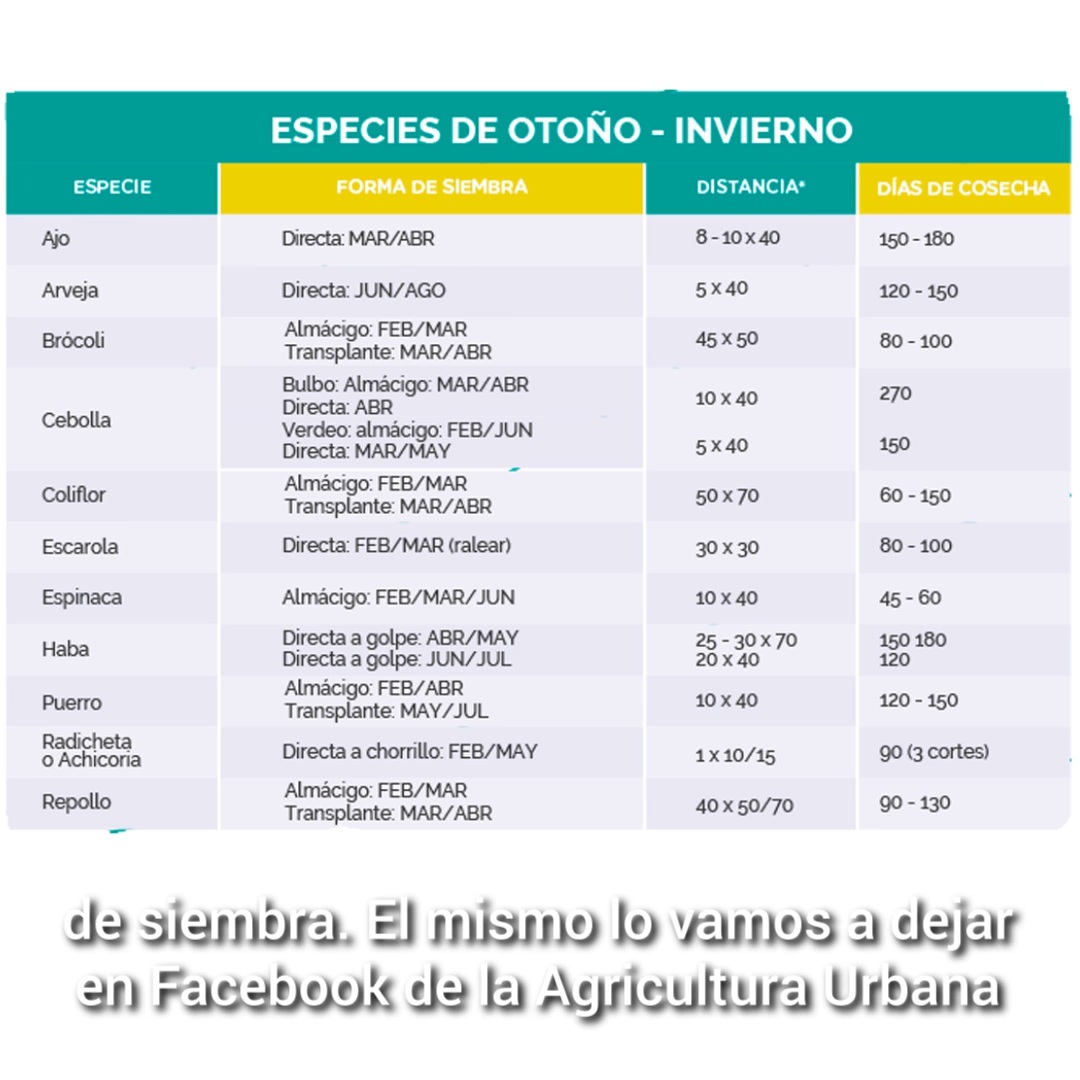 ESPECIES DE OTOÑO - INVIERNO
ESPECIE FORMA DE SIEMBRA DISTANCIA* DÍAS DE COSECHA
Ajo Directa: MAR/ABR 8 - 10 x 40 150 - 180
Arveja Directa: JUN/AGO 5 x 40 120 - 150
Brócoli Almácigo: FEB/MAR 45 x 50 80 - 100
Transplante: MAR/ABR
Cebolla Bulbo: Almácigo: MAR/ABR 10 x 40 270
Directa: ABR
Verdeo: almácigo: FEB/JUN 5 x 40 150
Directa: MAR/MAY
Coliflor Almácigo: FEB/MAR 50 x 70 60 - 150
Transplante: MAR/ABR
Escarola Directa: FEB/MAR (ralear) 30 x 30 80 - 100
Espinaca Almácigo: FEB/MAR/JUN 10 x 40 45 - 60
Haba Directa a golpe: ABR/MAY 25 - 30 x 70 150 180
Directa a golpe: JUN/JUL 20 x 40 120
Puerro Almácigo: FEB/ABR 10 x 40 120 - 150
Transplante: MAY/JUL
Radicheta
o Achicoria Directa a chorrillo: FEB/MAY 1 x 10/15 90 (3 cortes)
Repollo Almácigo: FEB/MAR 40 x 50/70 90 - 130
Transplante: MAR/ABR
de siembra. El mismo lo vamos a dejar
en Facebook de la Agricultura Urbana